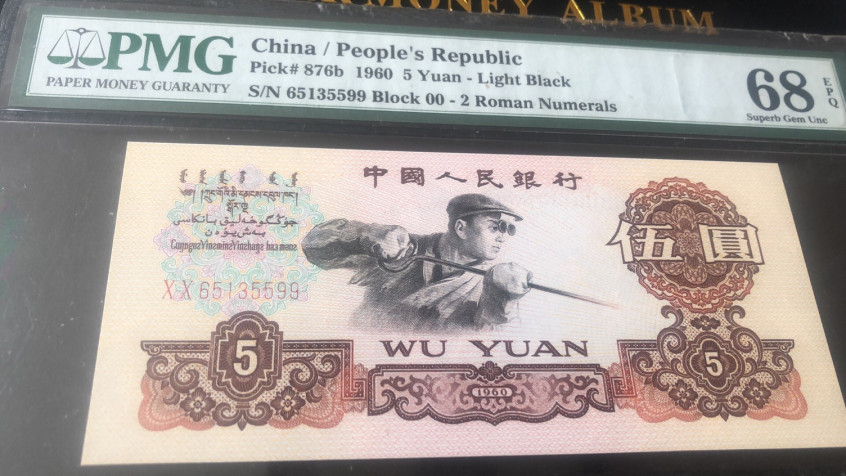 MONEY ALBUM
PMG
PAPER MONEY GUARANTY
China / People's Republic
Pick# 876b 1960 5 Yuan - Light Black
S/N 65135599 Block 00 - 2 Roman Numerals
68
EPQ
Superb Gem Unc
中國人民銀行
伍圓
X X 65135599
WU YUAN
5
5
1960